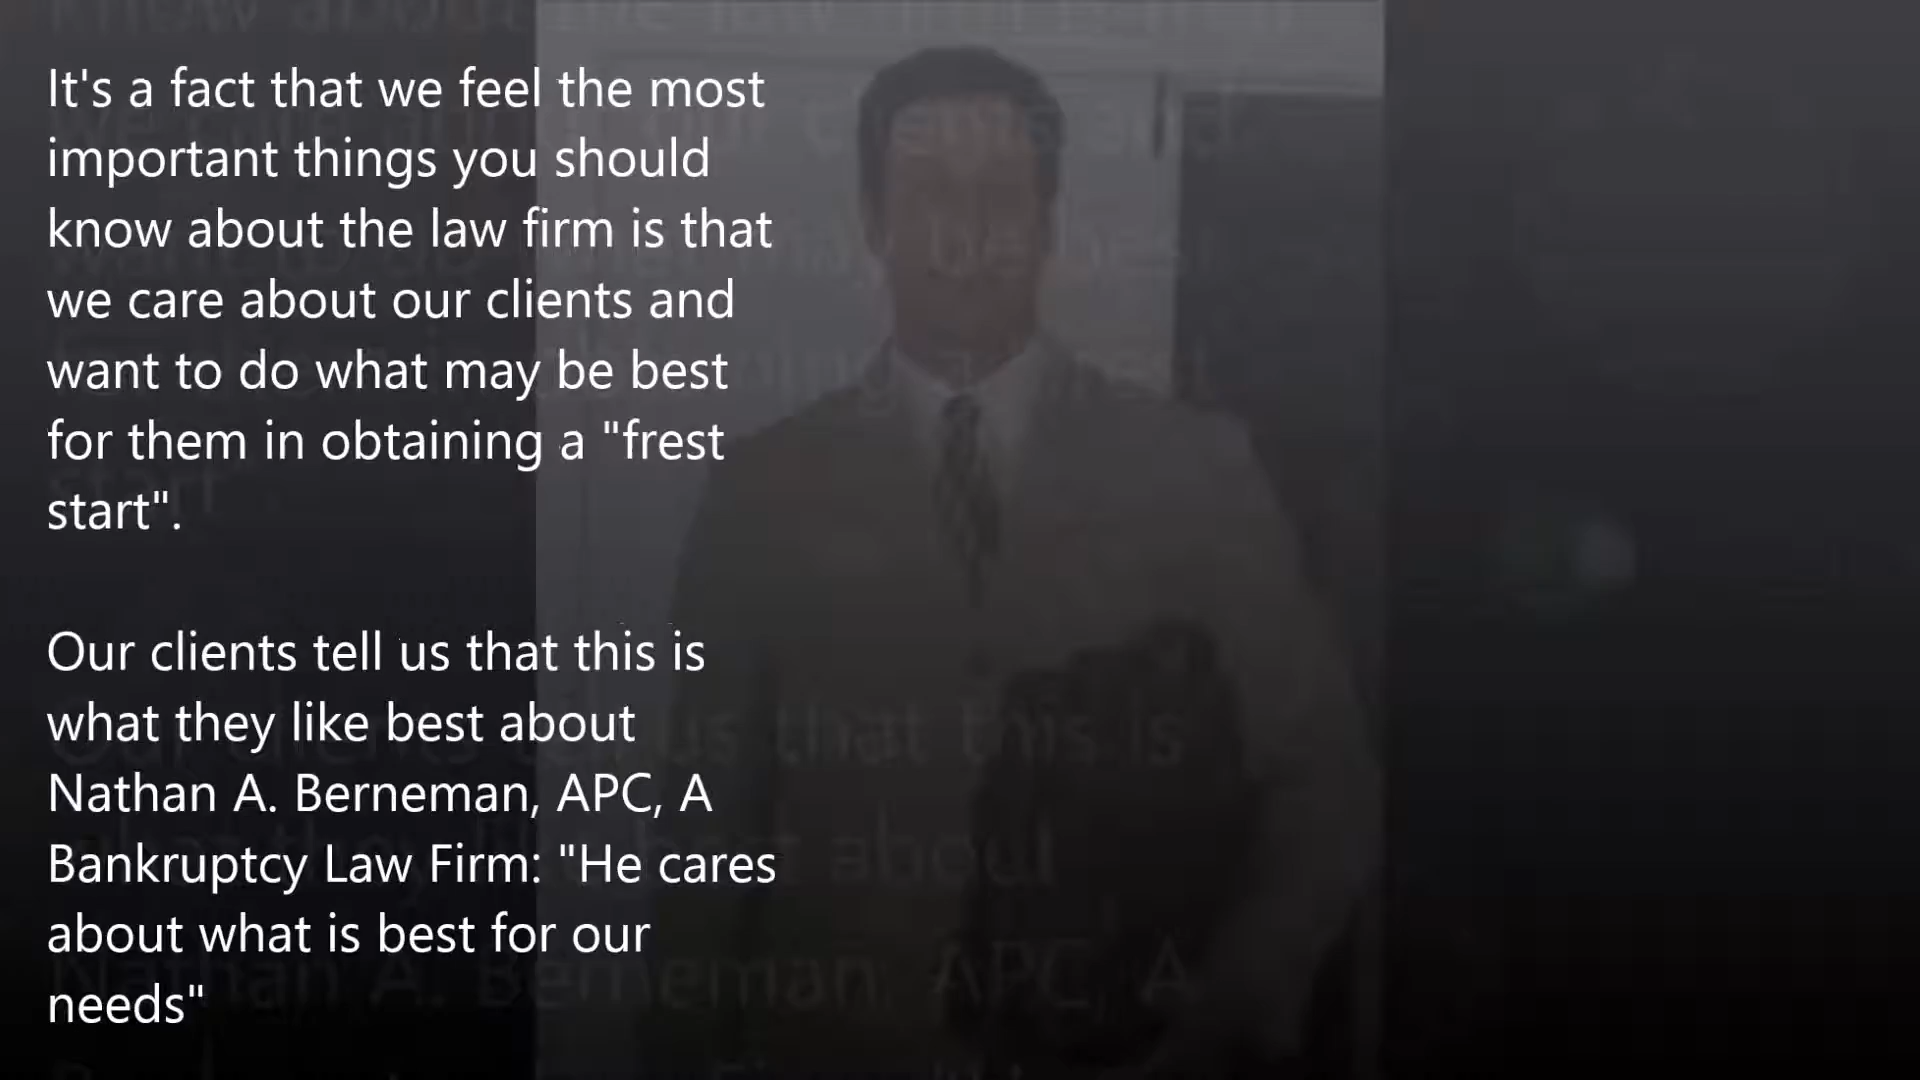 It's a fact that we feel the most
important things you should
know about the law firm is that
we care about our clients and
want to do what may be best
for them in obtaining a "frest
start".
Our clients tell us that this is
what they like best about
Nathan A. Berneman, APC, A
Bankruptcy Law Firm: "He cares
about what is best for our
needs"